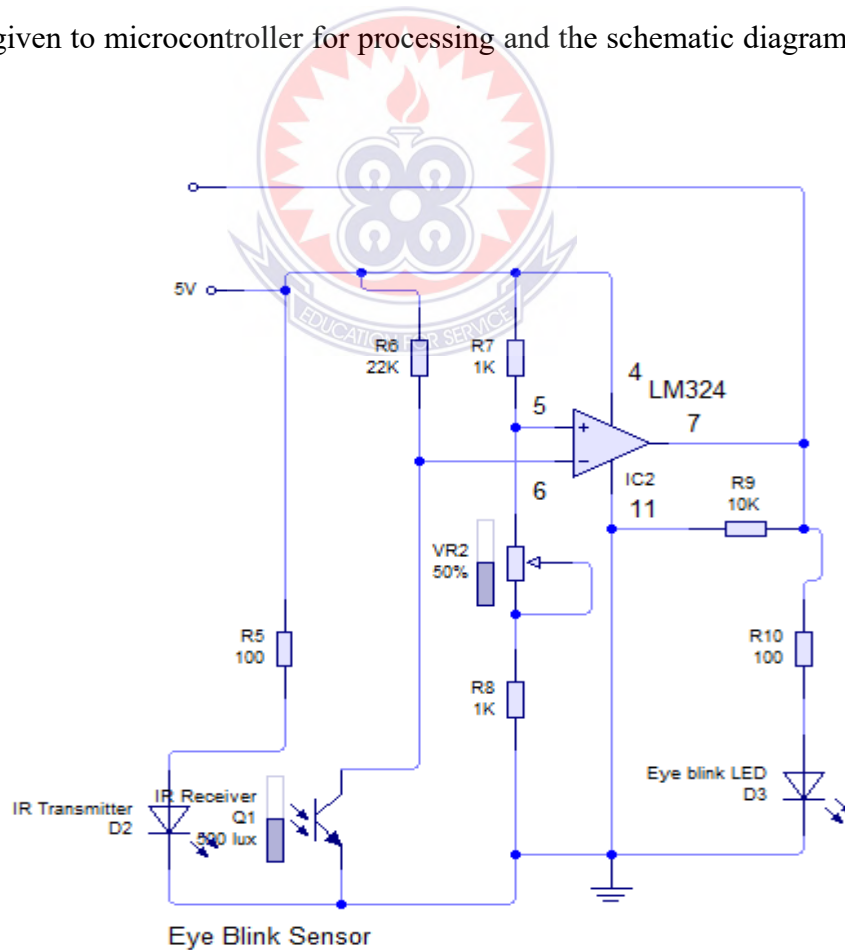 given to microcontroller for processing and the schematic diagram
5V
EDUCATION FOR SERVICE
R6
22K
R7
1K
4
LM324
5
7
6
IC2
11
R9
10K
VR2
50%
R5
100
R8
1K
R10
100
IR Transmitter
D2
IR Receiver
Q1
500 lux
Eye blink LED
D3
Eye Blink Sensor